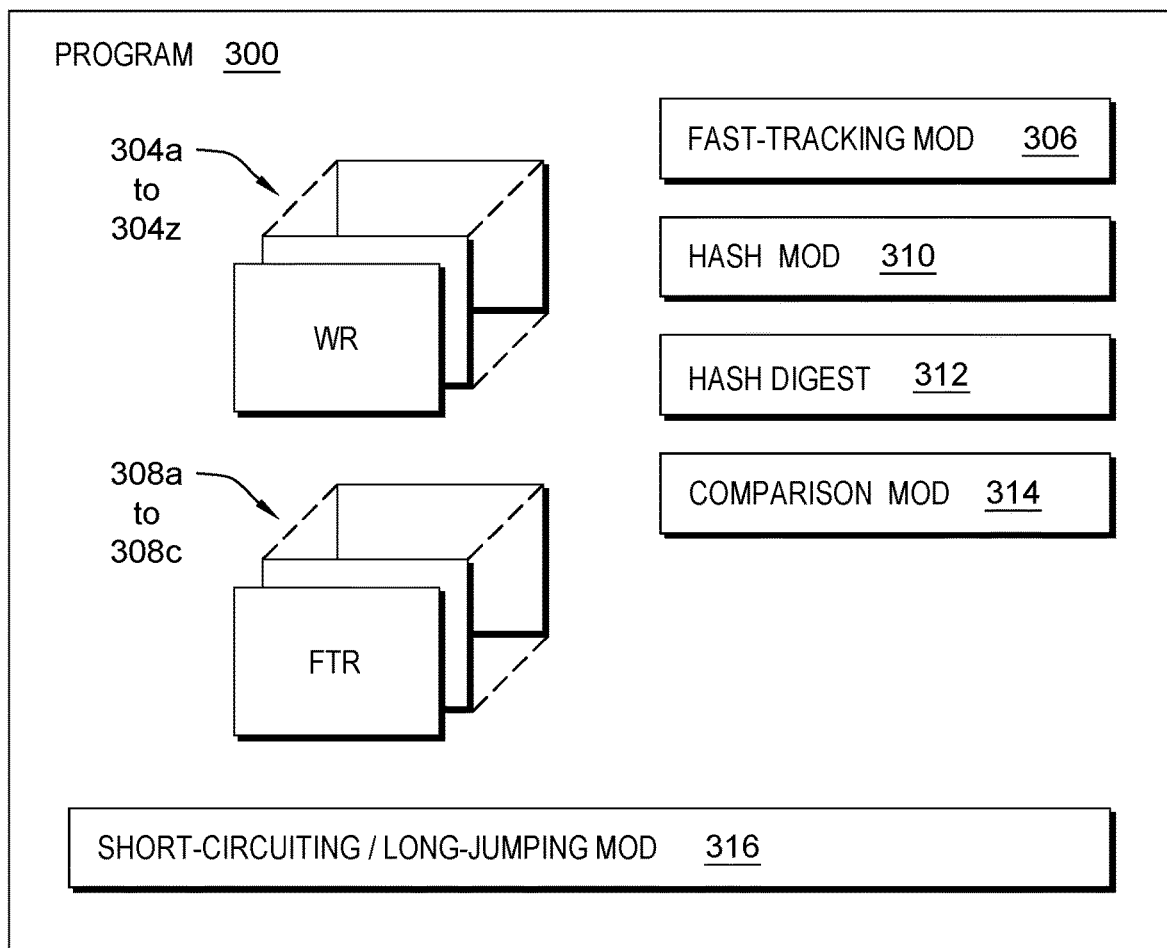 PROGRAM 300
304a
to
304z
WR
308a
to
308c
FTR
FAST-TRACKING MOD 306
HASH MOD 310
HASH DIGEST 312
COMPARISON MOD 314
SHORT-CIRCUITING / LONG-JUMPING MOD 316